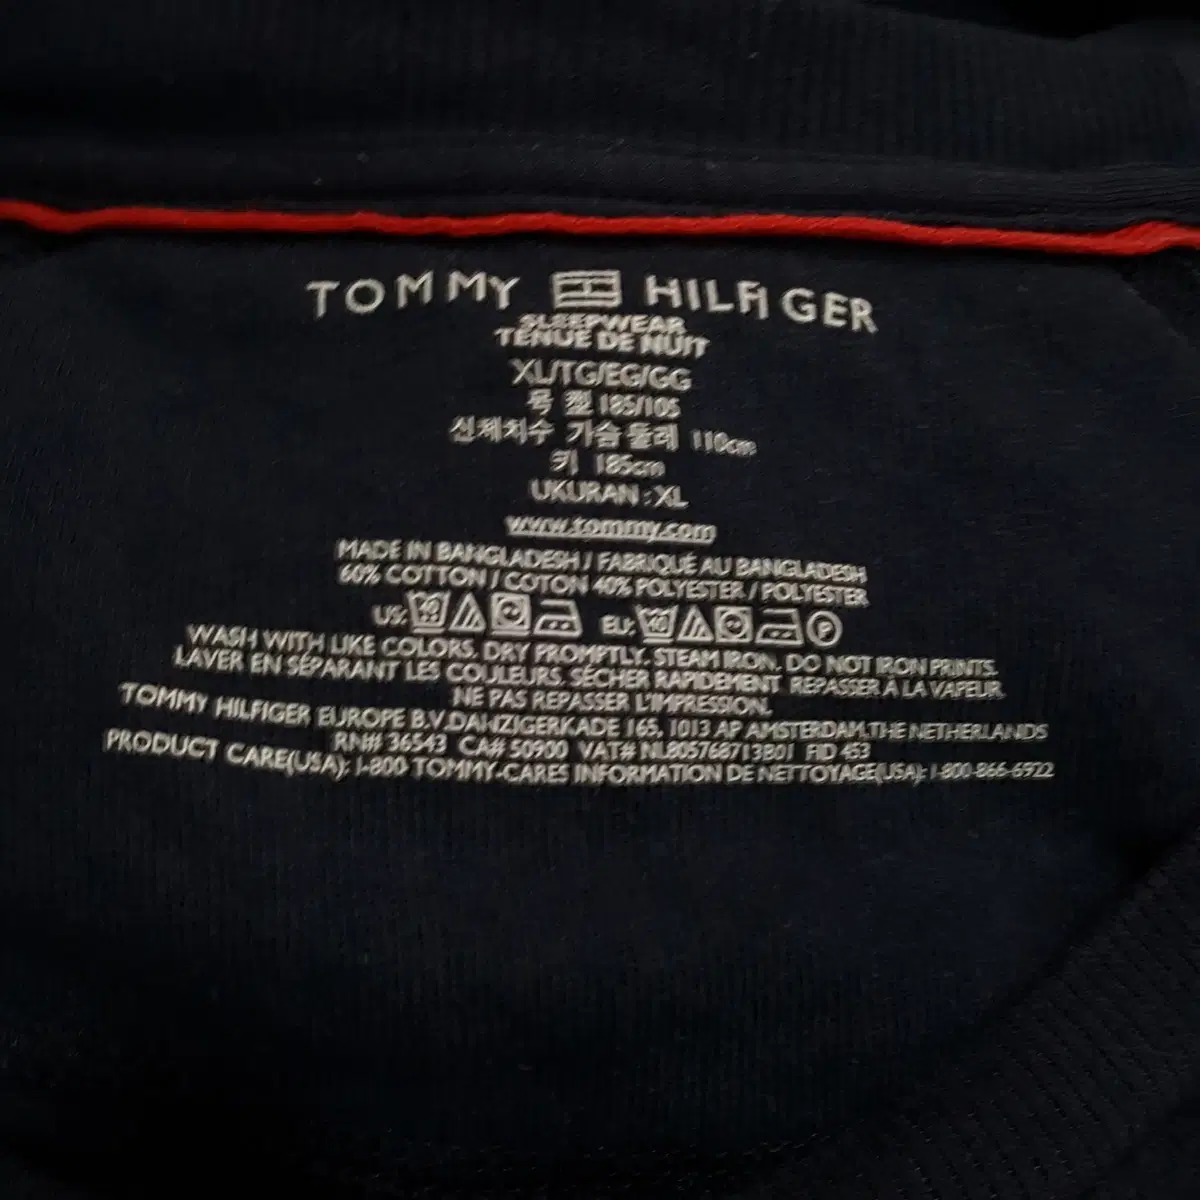 TOMMY HILFIGER
SLEEPWEAR
TENUE DE NUIT
XL/TG/EG/GG
호 칭 185/105
신체치수 가슴둘레 110cm
키 185cm
UKURAN : XL
www.tommy.com
MADE IN BANGLADESH / FABRIQUÉ AU BANGLADESH
60% COTTON / COTON 40% POLYESTER / POLYESTER
US: 40 EU: 40 P
WASH WITH LIKE COLORS. DRY PROMPTLY. STEAM IRON. DO NOT IRON PRINTS.
LAVER EN SÉPARANT LES COULEURS. SÉCHER RAPIDEMENT REPASSER À LA VAPEUR.
NE PAS REPASSER L'IMPRESSION.
TOMMY HILFIGER EUROPE B.V.DANZIGERKADE 165, 1013 AP AMSTERDAM,THE NETHERLANDS
RN# 36543 CA# 50900 VAT# NL805768713B01 FID 453
PRODUCT CARE(USA): 1-800 TOMMY-CARES INFORMATION DE NETTOYAGE(USA): 1-800-866-6922